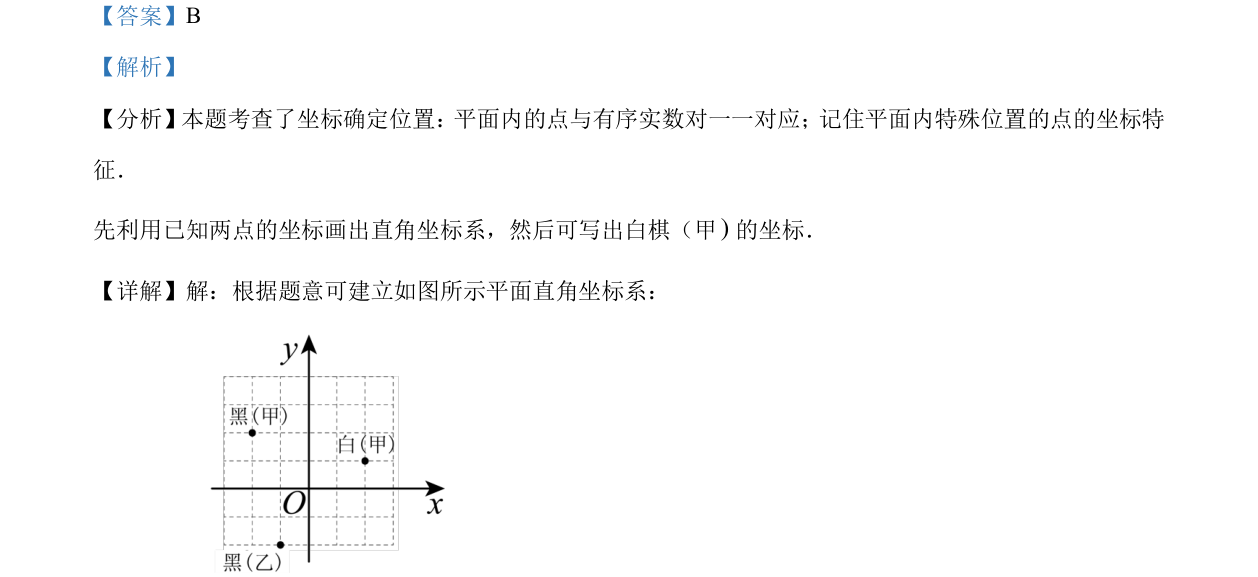 【答案】B
【解析】
【分析】本题考查了坐标确定位置：平面内的点与有序实数对一一对应；记住平面内特殊位置的点的坐标特
征．
先利用已知两点的坐标画出直角坐标系，然后可写出白棋（甲）的坐标．
【详解】解：根据题意可建立如图所示平面直角坐标系：
y
黑(甲)
白(甲)
O
x
黑(乙)